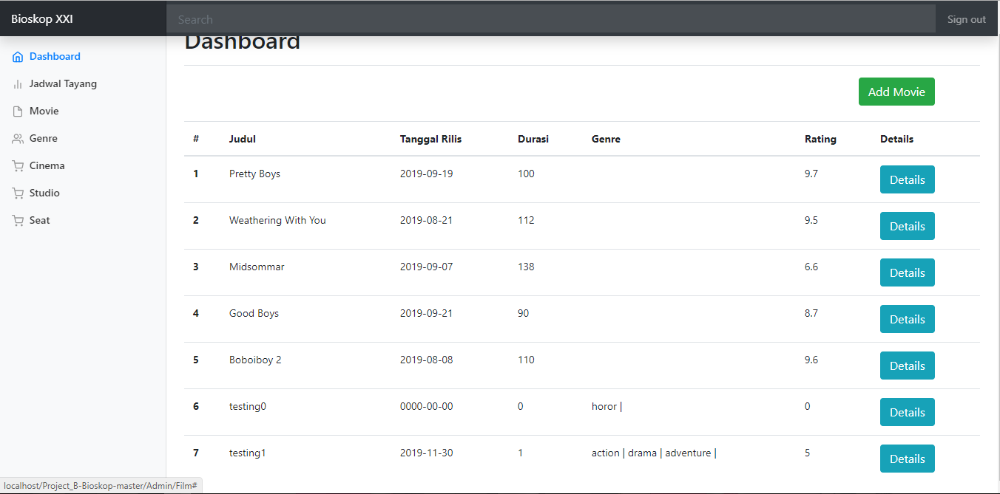 Bioskop XXI
Search
Sign out
Dashboard
Jadwal Tayang
Movie
Genre
Cinema
Studio
Seat
Dashboard
Add Movie
# Judul Tanggal Rilis Durasi Genre Rating Details
1 Pretty Boys 2019-09-19 100 9.7 Details
2 Weathering With You 2019-08-21 112 9.5 Details
3 Midsommar 2019-09-07 138 6.6 Details
4 Good Boys 2019-09-21 90 8.7 Details
5 Boboiboy 2 2019-08-08 110 9.6 Details
6 testing0 0000-00-00 0 horor | 0 Details
7 testing1 2019-11-30 1 action | drama | adventure | 5 Details
localhost/Project_B-Bioskop-master/Admin/Film#